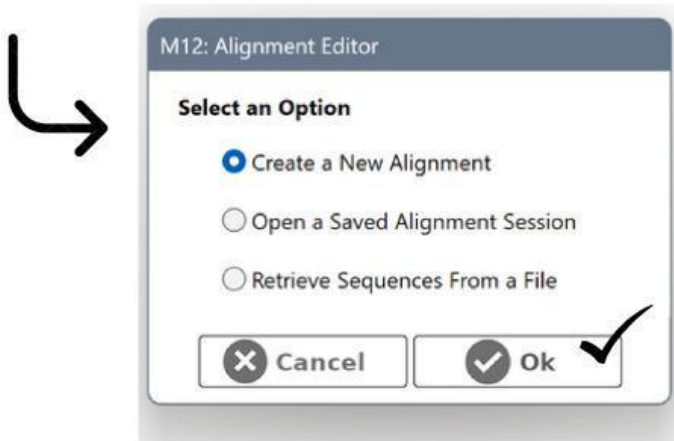 M12: Alignment Editor
Select an Option
Create a New Alignment
Open a Saved Alignment Session
Retrieve Sequences From a File
Cancel Ok